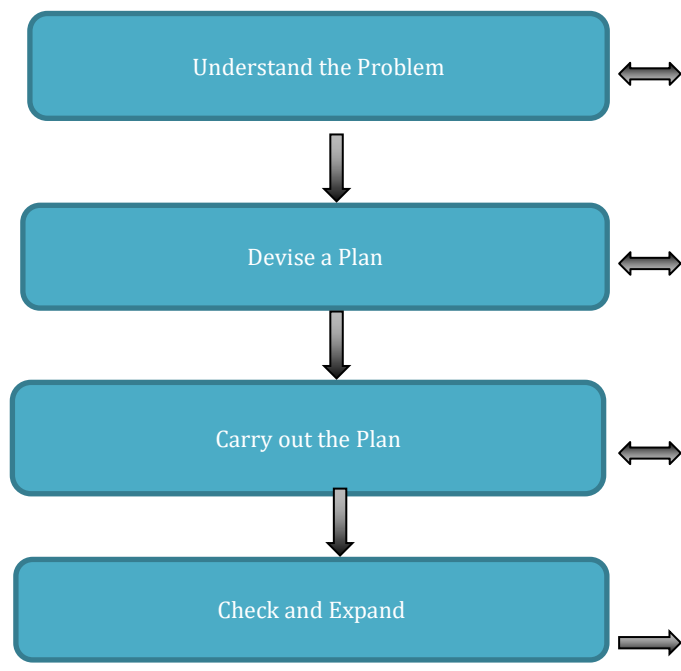 Understand the Problem
Devise a Plan
Carry out the Plan
Check and Expand